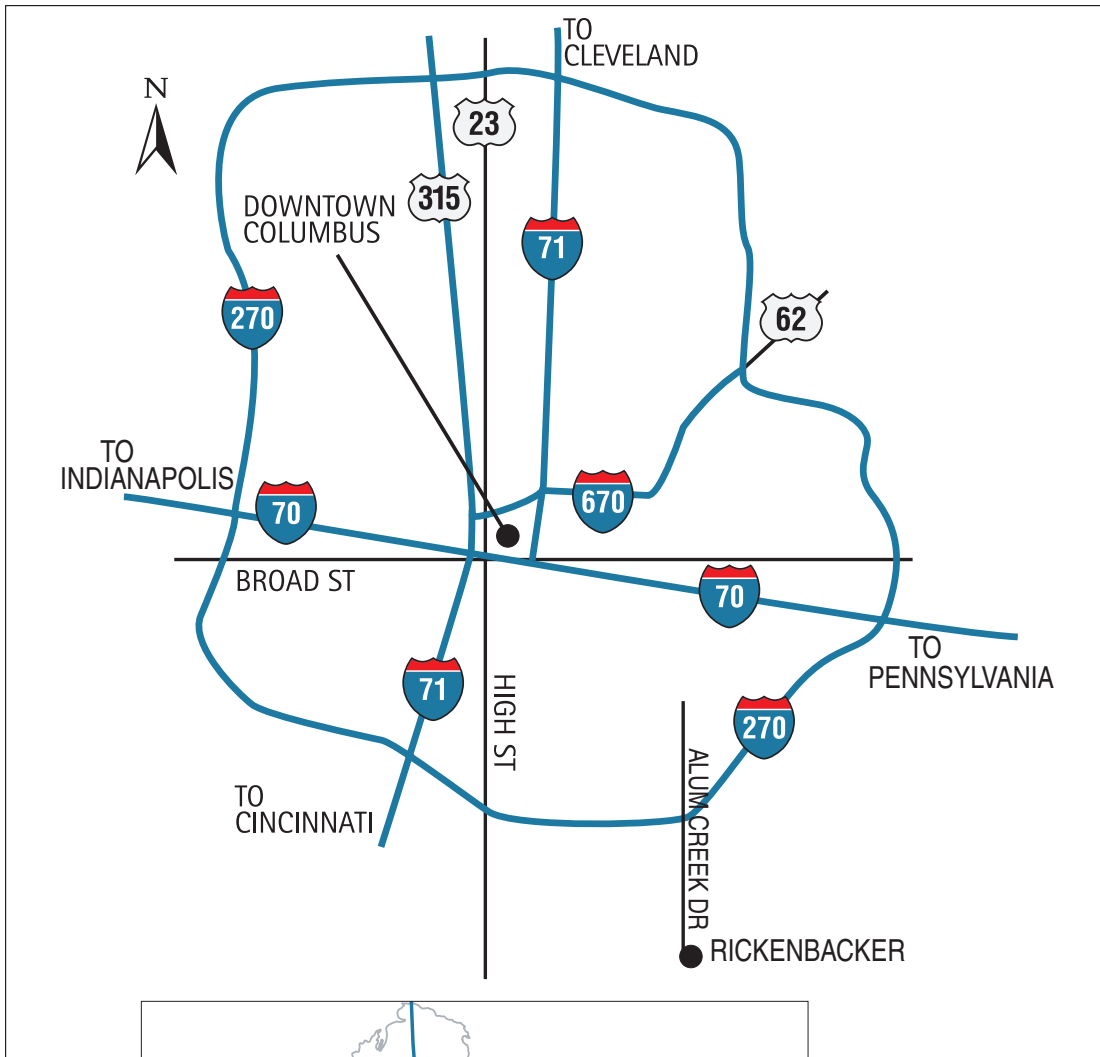 TO
CLEVELAND
N
23
315
DOWNTOWN
COLUMBUS
71
270
62
TO
INDIANAPOLIS
70
670
BROAD ST
70
TO
PENNSYLVANIA
71
HIGH ST
270
ALUM CREEK DR
TO
CINCINNATI
RICKENBACKER